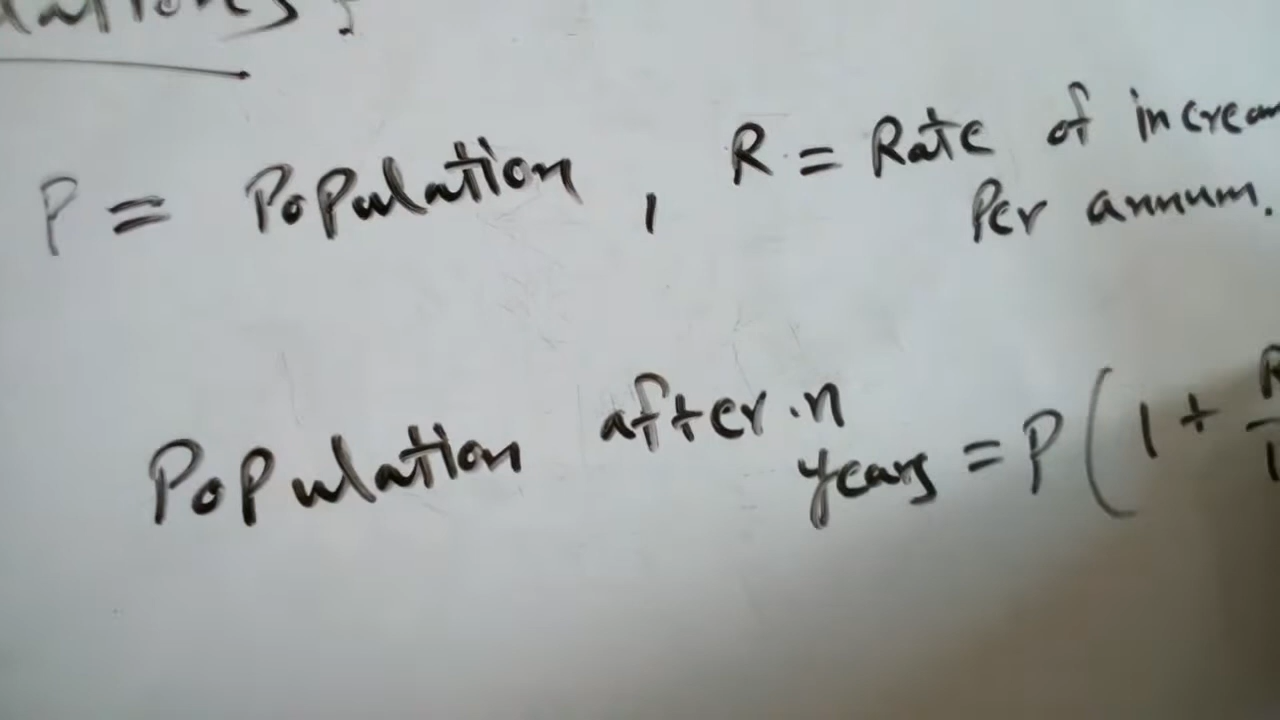 P = Population , R = Rate of
Per annum.
Population after n
years = P ( 1 +